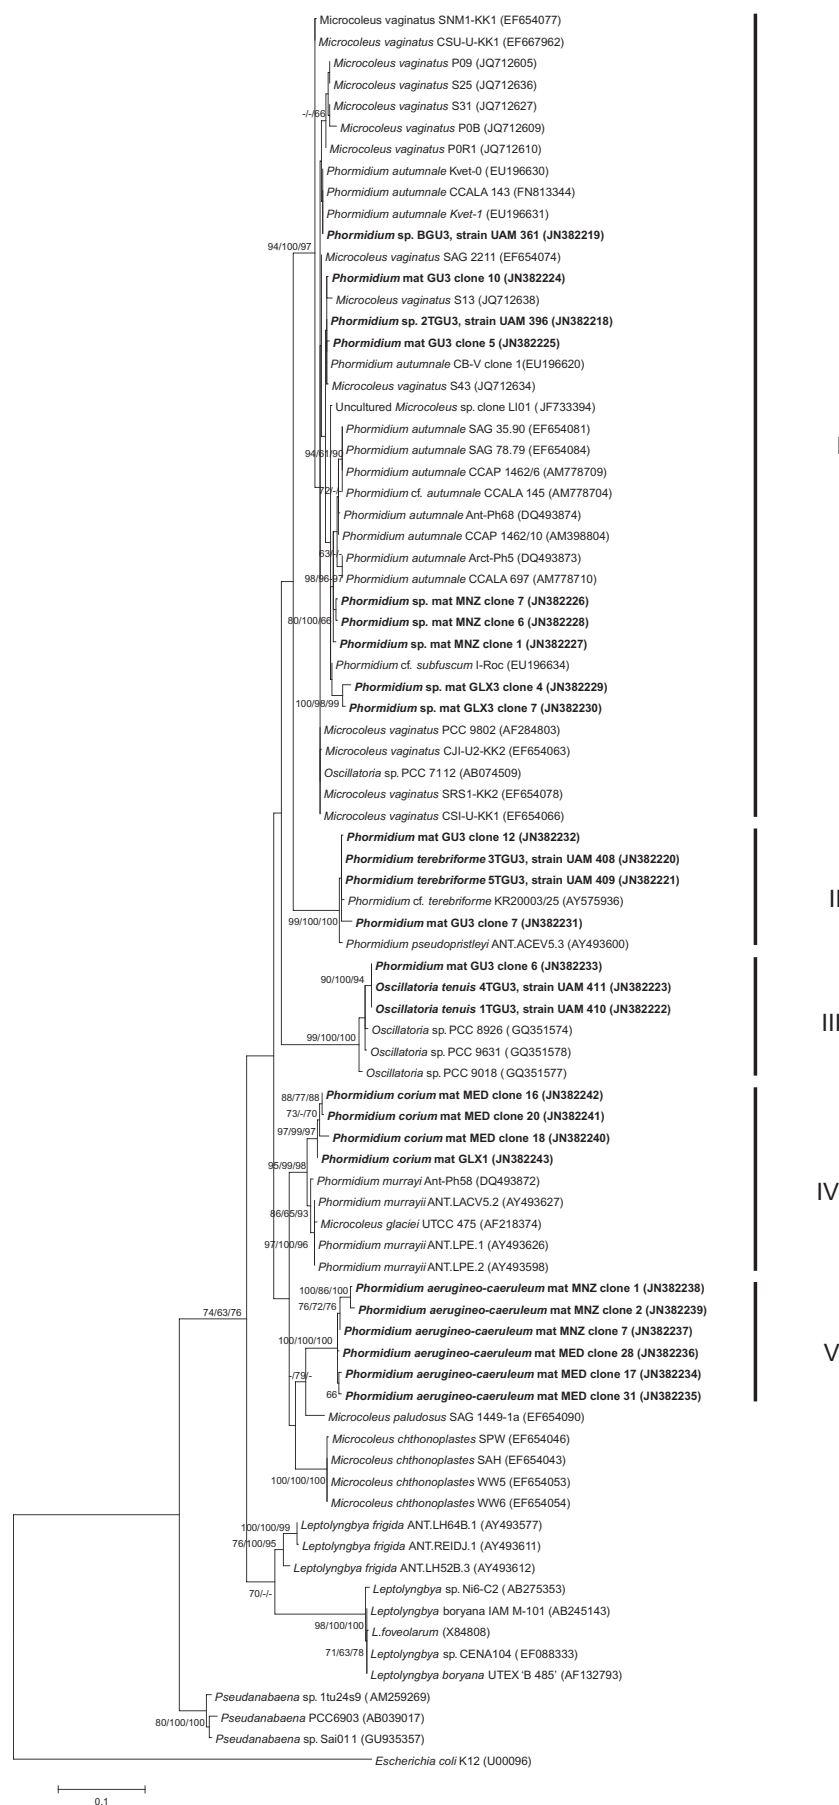 Microcoleus vaginatus SNM1-KK1 (EF654077)
Microcoleus vaginatus CSU-U-KK1 (EF667962)
Microcoleus vaginatus P09 (JQ712605)
Microcoleus vaginatus S25 (JQ712636)
Microcoleus vaginatus S31 (JQ712627)
-/-/66
Microcoleus vaginatus P0B (JQ712609)
Microcoleus vaginatus P0R1 (JQ712610)
Phormidium autumnale Kvet-0 (EU196630)
Phormidium autumnale CCALA 143 (FN813344)
Phormidium autumnale Kvet-1 (EU196631)
Phormidium sp. BGU3, strain UAM 361 (JN382219)
94/100/97
Microcoleus vaginatus SAG 2211 (EF654074)
Phormidium mat GU3 clone 10 (JN382224)
Microcoleus vaginatus S13 (JQ712638)
Phormidium sp. 2TGU3, strain UAM 396 (JN382218)
Phormidium mat GU3 clone 5 (JN382225)
Phormidium autumnale CB-V clone 1(EU196620)
Microcoleus vaginatus S43 (JQ712634)
Uncultured Microcoleus sp. clone LI01 (JF733394)
Phormidium autumnale SAG 35.90 (EF654081)
Phormidium autumnale SAG 78.79 (EF654084)
94/61/90
Phormidium autumnale CCAP 1462/6 (AM778709)
72/-/-
Phormidium cf. autumnale CCALA 145 (AM778704)
Phormidium autumnale Ant-Ph68 (DQ493874)
Phormidium autumnale CCAP 1462/10 (AM398804)
63/-/-
Phormidium autumnale Arct-Ph5 (DQ493873)
98/96-97
Phormidium autumnale CCALA 697 (AM778710)
Phormidium sp. mat MNZ clone 7 (JN382226)
80/100/66
Phormidium sp. mat MNZ clone 6 (JN382228)
Phormidium sp. mat MNZ clone 1 (JN382227)
Phormidium cf. subfuscum I-Roc (EU196634)
Phormidium sp. mat GLX3 clone 4 (JN382229)
100/98/99
Phormidium sp. mat GLX3 clone 7 (JN382230)
Microcoleus vaginatus PCC 9802 (AF284803)
Microcoleus vaginatus CJI-U2-KK2 (EF654063)
Oscillatoria sp. PCC 7112 (AB074509)
Microcoleus vaginatus SRS1-KK2 (EF654078)
Microcoleus vaginatus CSI-U-KK1 (EF654066)
Phormidium mat GU3 clone 12 (JN382232)
Phormidium terebriforme 3TGU3, strain UAM 408 (JN382220)
Phormidium terebriforme 5TGU3, strain UAM 409 (JN382221)
II
Phormidium cf. terebriforme KR20003/25 (AY575936)
99/100/100
Phormidium mat GU3 clone 7 (JN382231)
Phormidium pseudopristleyi ANT.ACEV5.3 (AY493600)
Phormidium mat GU3 clone 6 (JN382233)
90/100/94
Oscillatoria tenuis 4TGU3, strain UAM 411 (JN382223)
Oscillatoria tenuis 1TGU3, strain UAM 410 (JN382222)
III
Oscillatoria sp. PCC 8926 (GQ351574)
99/100/100
Oscillatoria sp. PCC 9631 (GQ351578)
Oscillatoria sp. PCC 9018 (GQ351577)
88/77/88
Phormidium corium mat MED clone 16 (JN382242)
73/-/70
Phormidium corium mat MED clone 20 (JN382241)
97/99/97
Phormidium corium mat MED clone 18 (JN382240)
Phormidium corium mat GLX1 (JN382243)
95/99/98
Phormidium murrayi Ant-Ph58 (DQ493872)
IV
Phormidium murrayii ANT.LACV5.2 (AY493627)
86/65/93
Microcoleus glaciei UTCC 475 (AF218374)
97/100/96
Phormidium murrayii ANT.LPE.1 (AY493626)
Phormidium murrayii ANT.LPE.2 (AY493598)
100/86/100
Phormidium aerugineo-caeruleum mat MNZ clone 1 (JN382238)
76/72/76
Phormidium aerugineo-caeruleum mat MNZ clone 2 (JN382239)
74/63/76
Phormidium aerugineo-caeruleum mat MNZ clone 7 (JN382237)
100/100/100
Phormidium aerugineo-caeruleum mat MED clone 28 (JN382236)
V
-/79/-
Phormidium aerugineo-caeruleum mat MED clone 17 (JN382234)
66
Phormidium aerugineo-caeruleum mat MED clone 31 (JN382235)
Microcoleus paludosus SAG 1449-1a (EF654090)
Microcoleus chthonoplastes SPW (EF654046)
Microcoleus chthonoplastes SAH (EF654043)
100/100/100
Microcoleus chthonoplastes WW5 (EF654053)
Microcoleus chthonoplastes WW6 (EF654054)
100/100/99
Leptolyngbya frigida ANT.LH64B.1 (AY493577)
76/100/95
Leptolyngbya frigida ANT.REIDJ.1 (AY493611)
Leptolyngbya frigida ANT.LH52B.3 (AY493612)
70/-/-
Leptolyngbya sp. Ni6-C2 (AB275353)
Leptolyngbya boryana IAM M-101 (AB245143)
98/100/100
L.foveolarum (X84808)
71/63/78
Leptolyngbya sp. CENA104 (EF088333)
Leptolyngbya boryana UTEX 'B 485' (AF132793)
Pseudanabaena sp. 1tu24s9 (AM259269)
80/100/100
Pseudanabaena PCC6903 (AB039017)
Pseudanabaena sp. Sai011 (GU935357)
Escherichia coli K12 (U00096)
0.1